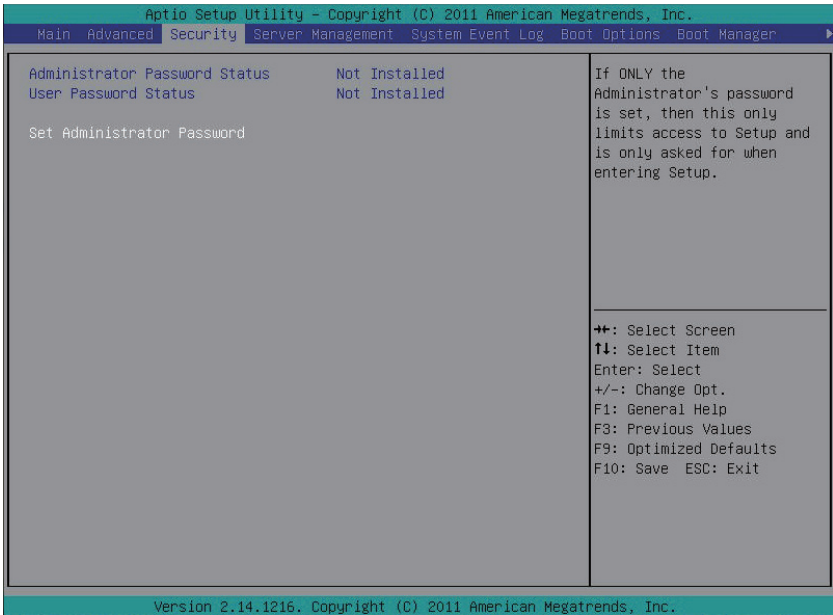 Aptio Setup Utility - Copyright (C) 2011 American Megatrends, Inc.
Main Advanced Security Server Management System Event Log Boot Options Boot Manager
Administrator Password Status Not Installed
User Password Status Not Installed
Set Administrator Password
If ONLY the
Administrator's password
is set, then this only
limits access to Setup and
is only asked for when
entering Setup.
→←: Select Screen
↑↓: Select Item
Enter: Select
+/-: Change Opt.
F1: General Help
F3: Previous Values
F9: Optimized Defaults
F10: Save ESC: Exit
Version 2.14.1216. Copyright (C) 2011 American Megatrends, Inc.